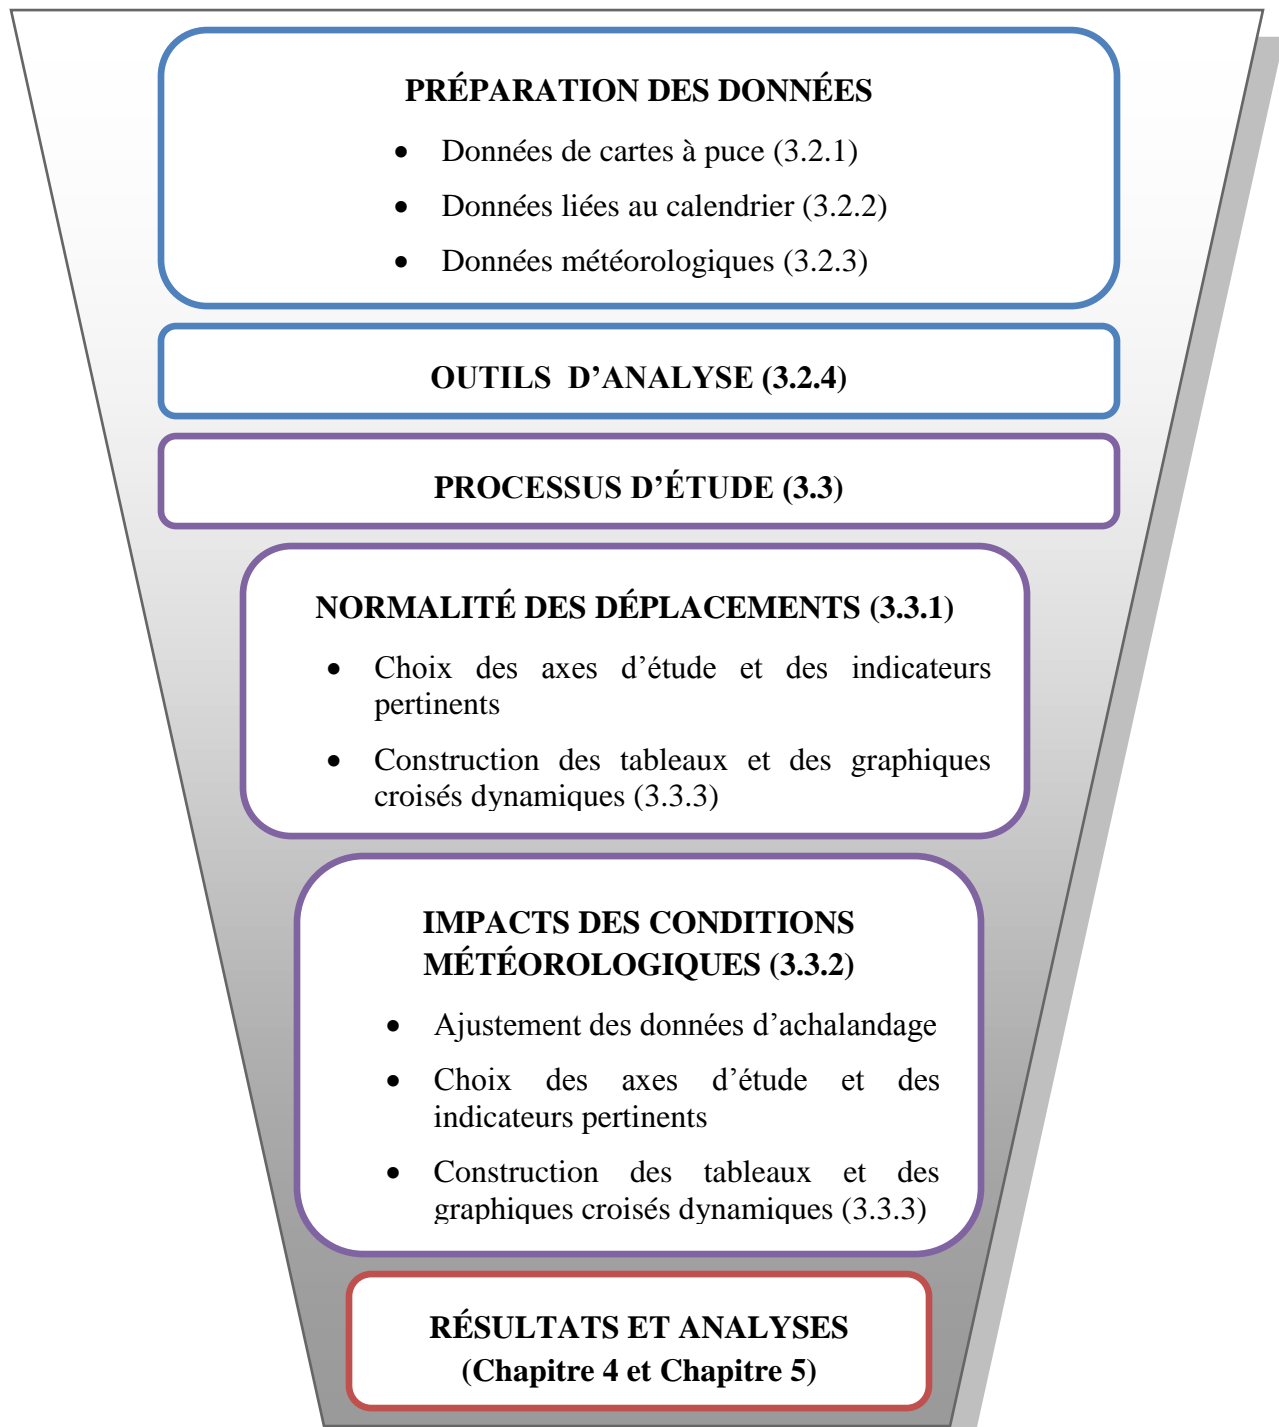 PRÉPARATION DES DONNÉES
• Données de cartes à puce (3.2.1)
• Données liées au calendrier (3.2.2)
• Données météorologiques (3.2.3)
OUTILS D’ANALYSE (3.2.4)
PROCESSUS D’ÉTUDE (3.3)
NORMALITÉ DES DÉPLACEMENTS (3.3.1)
• Choix des axes d’étude et des indicateurs
pertinents
• Construction des tableaux et des graphiques
croisés dynamiques (3.3.3)
IMPACTS DES CONDITIONS
MÉTÉOROLOGIQUES (3.3.2)
• Ajustement des données d’achalandage
• Choix des axes d’étude et des
indicateurs pertinents
• Construction des tableaux et des
graphiques croisés dynamiques (3.3.3)
RÉSULTATS ET ANALYSES
(Chapitre 4 et Chapitre 5)